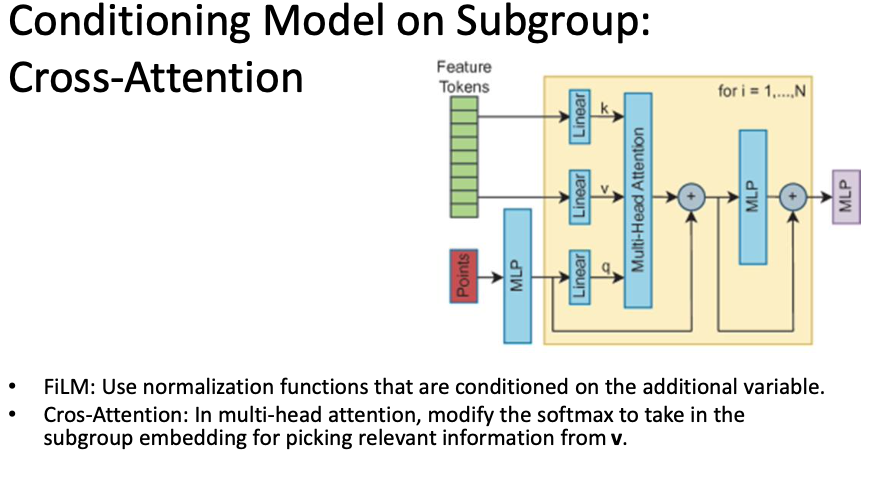 Conditioning Model on Subgroup:
Cross-Attention
Feature
Tokens
for i = 1,...,N
Linear
k
Linear
v
Linear
q
Multi-Head Attention
+
MLP
+
MLP
Points
MLP
• FiLM: Use normalization functions that are conditioned on the additional variable.
• Cros-Attention: In multi-head attention, modify the softmax to take in the
subgroup embedding for picking relevant information from v.